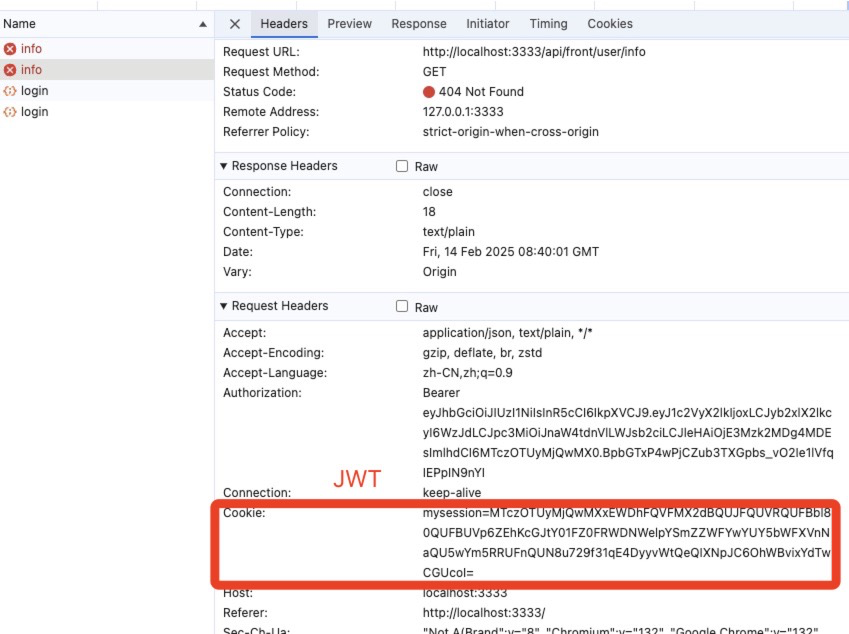 Name
Headers Preview Response Initiator Timing Cookies
info
info
login
login
Request URL: http://localhost:3333/api/front/user/info
Request Method: GET
Status Code: 404 Not Found
Remote Address: 127.0.0.1:3333
Referrer Policy: strict-origin-when-cross-origin
Response Headers Raw
Connection: close
Content-Length: 18
Content-Type: text/plain
Date: Fri, 14 Feb 2025 08:40:01 GMT
Vary: Origin
Request Headers Raw
Accept: application/json, text/plain, */*
Accept-Encoding: gzip, deflate, br, zstd
Accept-Language: zh-CN,zh;q=0.9
Authorization: Bearer
JWT
Connection: keep-alive
Cookie:
Host: localhost:3333
Referer: http://localhost:3333/
Sec-Ch-Ua: "Not A(Brand";v="8", "Chromium";v="132", "Google Chrome";v="132"